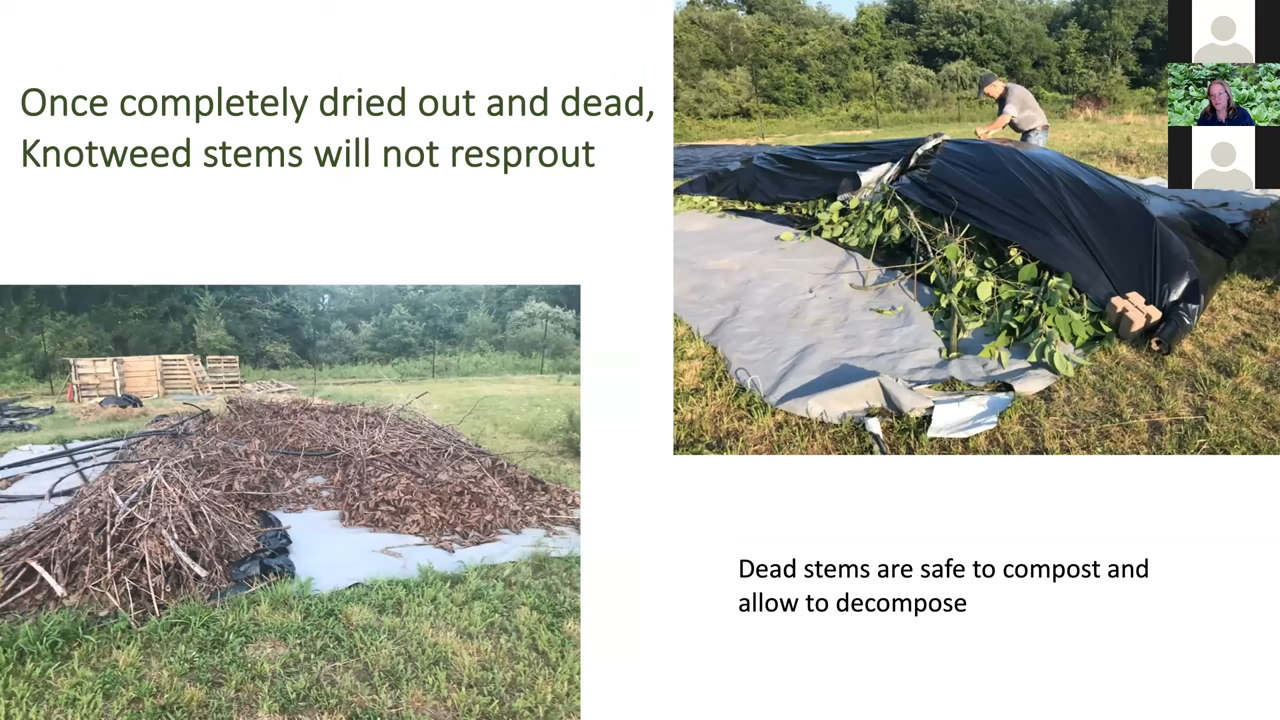 Once completely dried out and dead,
Knotweed stems will not resprout
Dead stems are safe to compost and
allow to decompose